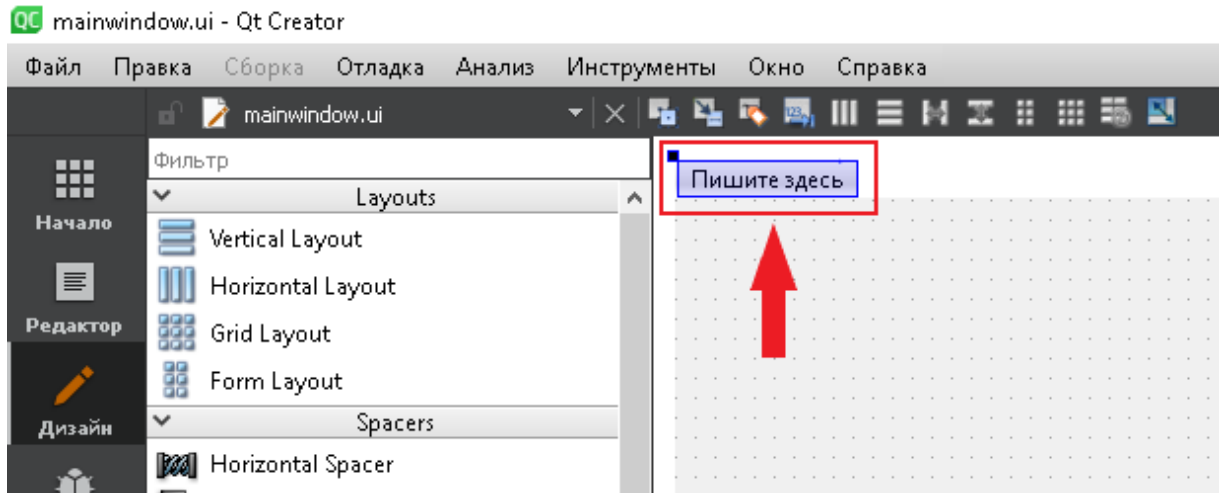 QC mainwindow.ui - Qt Creator
Файл Правка Сборка Отладка Анализ Инструменты Окно Справка
mainwindow.ui
Фильтр
Пишите здесь
Начало
Layouts
Vertical Layout
Horizontal Layout
Редактор
Grid Layout
Form Layout
Дизайн
Spacers
Horizontal Spacer